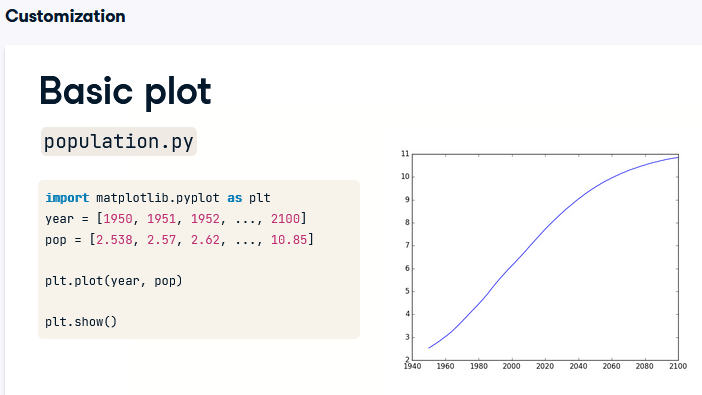 Customization
Basic plot
population.py
import matplotlib.pyplot as plt
year = [1950, 1951, 1952, ..., 2100]
pop = [2.538, 2.57, 2.62, ..., 10.85]
plt.plot(year, pop)
plt.show()
11
10
9
8
7
6
5
4
3
2
1940 1960 1980 2000 2020 2040 2060 2080 2100